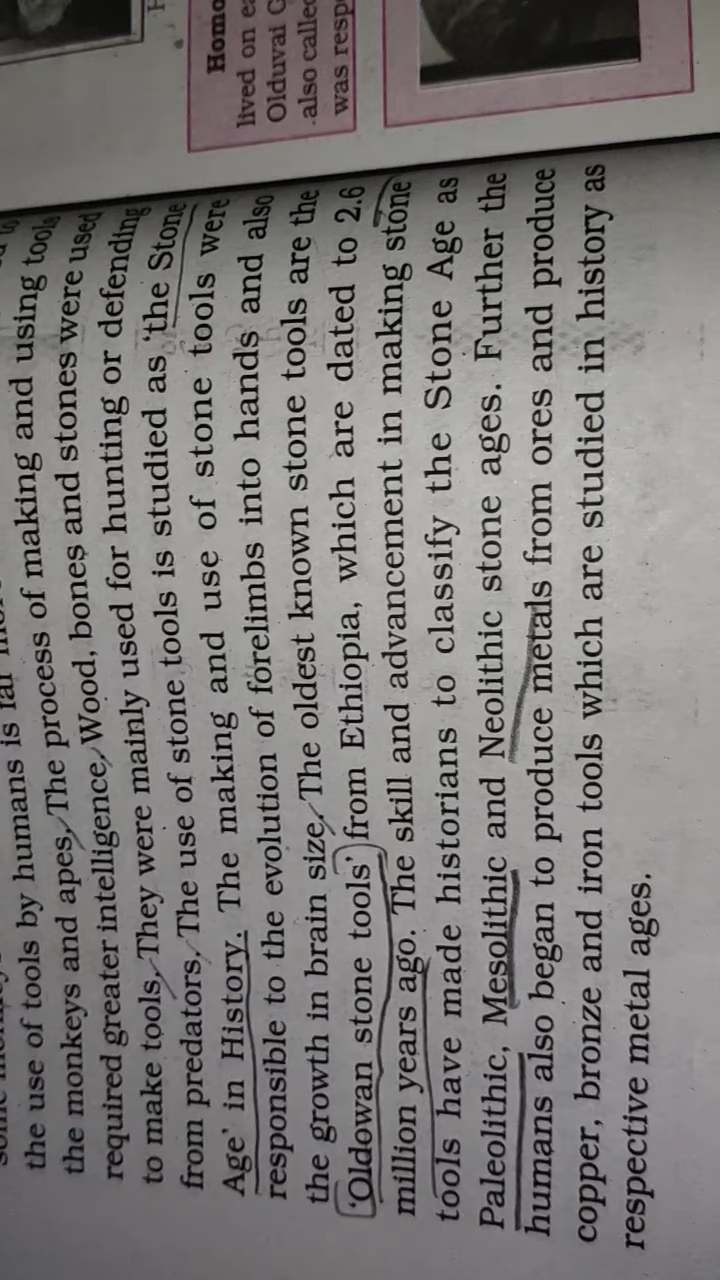 the use of tools by humans is far
the monkeys and apes. The process of making and using tools
required greater intelligence. Wood, bones and stones were used
to make tools. They were mainly used for hunting or defending
from predators. The use of stone tools is studied as 'the Stone
Age' in History. The making and use of stone tools were
responsible to the evolution of forelimbs into hands and also
the growth in brain size. The oldest known stone tools are the
'Oldowan stone tools' from Ethiopia, which are dated to 2.6
million years ago. The skill and advancement in making stone
tools have made historians to classify the Stone Age as
Paleolithic, Mesolithic and Neolithic stone ages. Further the
humans also began to produce metals from ores and produce
copper, bronze and iron tools which are studied in history as
respective metal ages.
Homo
lived on
Olduvai
also called
was